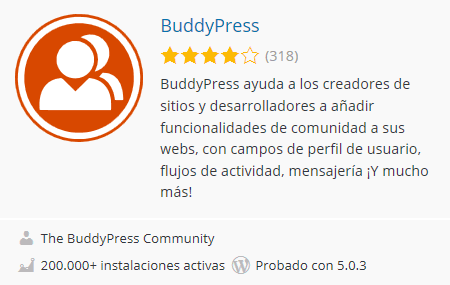 BuddyPress
(318)
BuddyPress ayuda a los creadores de
sitios y desarrolladores a añadir
funcionalidades de comunidad a sus
webs, con campos de perfil de usuario,
flujos de actividad, mensajería ¡Y mucho
más!
The BuddyPress Community
200.000+ instalaciones activas Probado con 5.0.3